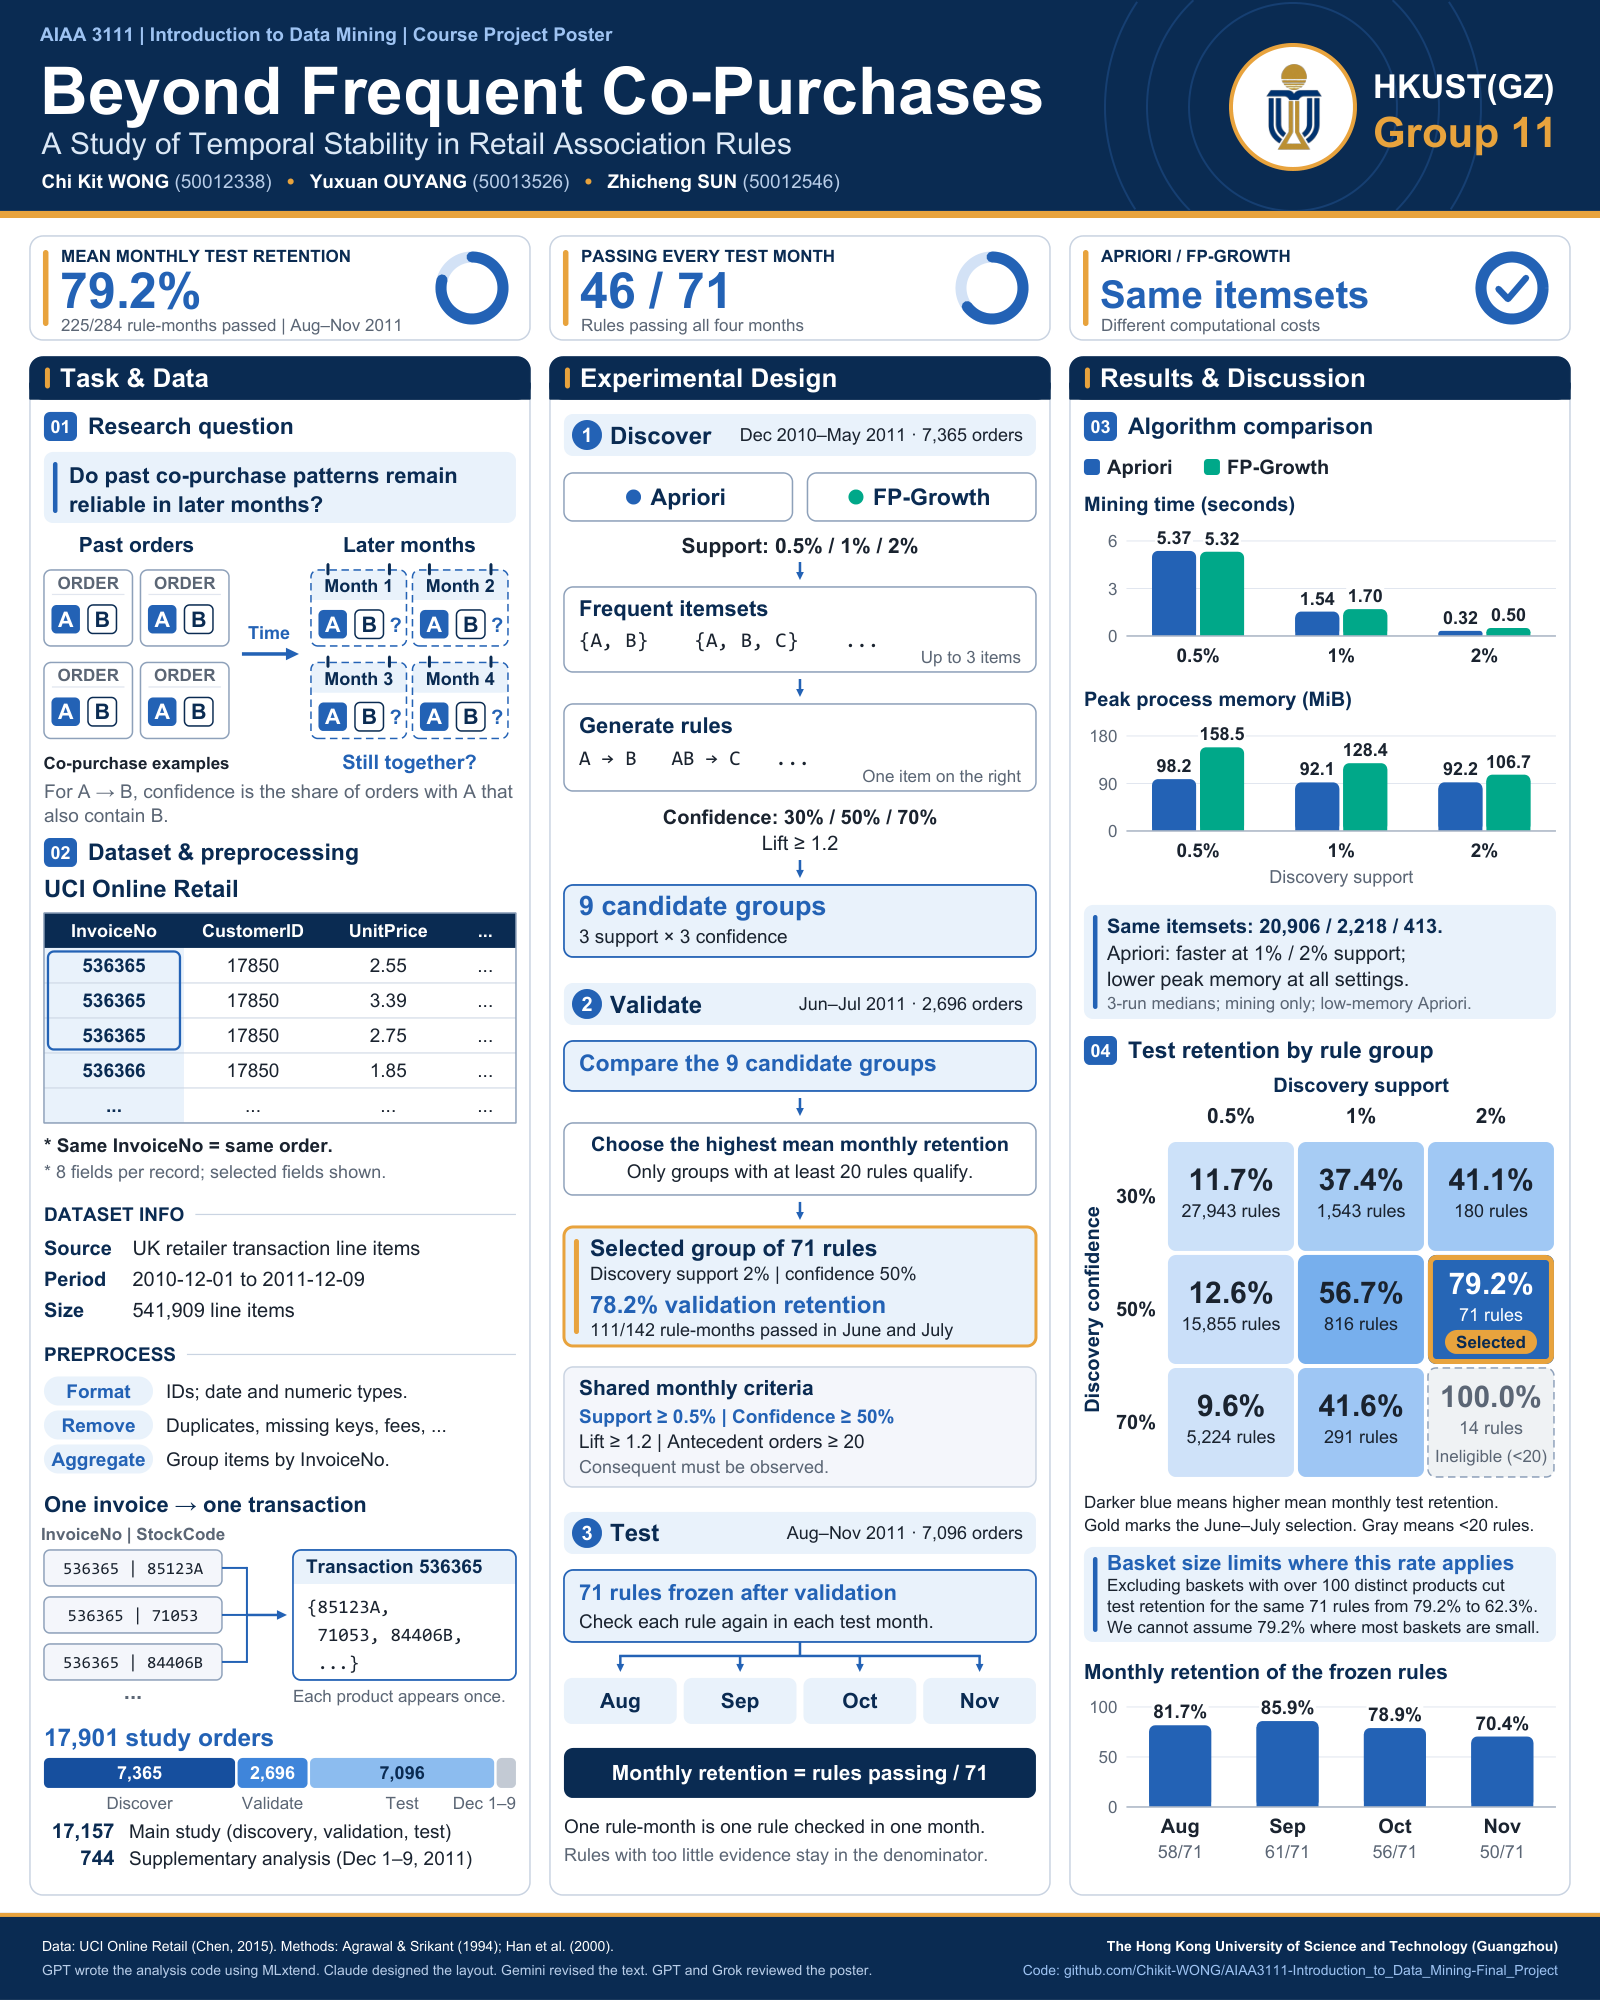 AIAA 3111 | Introduction to Data Mining | Course Project Poster
Beyond Frequent Co-Purchases
A Study of Temporal Stability in Retail Association Rules
Chi Kit WONG (50012338) • Yuxuan OUYANG (50013526) • Zhicheng SUN (50012546)
HKUST(GZ)
Group 11
MEAN MONTHLY TEST RETENTION
79.2%
225/284 rule-months passed | Aug–Nov 2011
PASSING EVERY TEST MONTH
46 / 71
Rules passing all four months
APRIORI / FP-GROWTH
Same itemsets
Different computational costs
Task & Data
01 Research question
Do past co-purchase patterns remain
reliable in later months?
Past orders
Later months
ORDER ORDER
A B A B
ORDER ORDER
A B A B
Time
Month 1 Month 2
A B ? A B ?
Month 3 Month 4
A B ? A B ?
Co-purchase examples
Still together?
For A → B, confidence is the share of orders with A that
also contain B.
02 Dataset & preprocessing
UCI Online Retail
InvoiceNo CustomerID UnitPrice ...
536365 17850 2.55 ...
536365 17850 3.39 ...
536365 17850 2.75 ...
536366 17850 1.85 ...
... ... ... ...
* Same InvoiceNo = same order.
* 8 fields per record; selected fields shown.
DATASET INFO
Source UK retailer transaction line items
Period 2010-12-01 to 2011-12-09
Size 541,909 line items
PREPROCESS
Format IDs; date and numeric types.
Remove Duplicates, missing keys, fees, ...
Aggregate Group items by InvoiceNo.
One invoice → one transaction
InvoiceNo | StockCode
536365 | 85123A
536365 | 71053
536365 | 84406B
...
Transaction 536365
{85123A,
71053, 84406B,
...}
Each product appears once.
17,901 study orders
7,365 2,696 7,096
Discover Validate Test Dec 1–9
17,157 Main study (discovery, validation, test)
744 Supplementary analysis (Dec 1–9, 2011)
Experimental Design
1 Discover Dec 2010–May 2011 · 7,365 orders
Apriori FP-Growth
Support: 0.5% / 1% / 2%
Frequent itemsets
{A, B} {A, B, C} ...
Up to 3 items
Generate rules
A → B AB → C ...
One item on the right
Confidence: 30% / 50% / 70%
Lift ≥ 1.2
9 candidate groups
3 support × 3 confidence
2 Validate Jun–Jul 2011 · 2,696 orders
Compare the 9 candidate groups
Choose the highest mean monthly retention
Only groups with at least 20 rules qualify.
Selected group of 71 rules
Discovery support 2% | confidence 50%
78.2% validation retention
111/142 rule-months passed in June and July
Shared monthly criteria
Support ≥ 0.5% | Confidence ≥ 50%
Lift ≥ 1.2 | Antecedent orders ≥ 20
Consequent must be observed.
3 Test Aug–Nov 2011 · 7,096 orders
71 rules frozen after validation
Check each rule again in each test month.
Aug Sep Oct Nov
Monthly retention = rules passing / 71
One rule-month is one rule checked in one month.
Rules with too little evidence stay in the denominator.
Results & Discussion
03 Algorithm comparison
Apriori FP-Growth
Mining time (seconds)
6
3
0
5.37 5.32
1.54 1.70
0.32 0.50
0.5% 1% 2%
Peak process memory (MiB)
180
90
0
98.2 158.5
92.1 128.4
92.2 106.7
0.5% 1% 2%
Discovery support
Same itemsets: 20,906 / 2,218 / 413.
Apriori: faster at 1% / 2% support;
lower peak memory at all settings.
3-run medians; mining only; low-memory Apriori.
04 Test retention by rule group
Discovery support
0.5% 1% 2%
Discovery confidence
30%
11.7% 37.4% 41.1%
27,943 rules 1,543 rules 180 rules
50%
12.6% 56.7% 79.2%
15,855 rules 816 rules 71 rules
Selected
70%
9.6% 41.6% 100.0%
5,224 rules 291 rules 14 rules
Ineligible (<20)
Darker blue means higher mean monthly test retention.
Gold marks the June–July selection. Gray means <20 rules.
Basket size limits where this rate applies
Excluding baskets with over 100 distinct products cut
test retention for the same 71 rules from 79.2% to 62.3%.
We cannot assume 79.2% where most baskets are small.
Monthly retention of the frozen rules
100
50
0
81.7% 85.9% 78.9% 70.4%
Aug Sep Oct Nov
58/71 61/71 56/71 50/71
Data: UCI Online Retail (Chen, 2015). Methods: Agrawal & Srikant (1994); Han et al. (2000).
GPT wrote the analysis code using MLxtend. Claude designed the layout. Gemini revised the text. GPT and Grok reviewed the poster.
The Hong Kong University of Science and Technology (Guangzhou)
Code: github.com/Chikit-WONG/AIAA3111-Introduction_to_Data_Mining-Final_Project